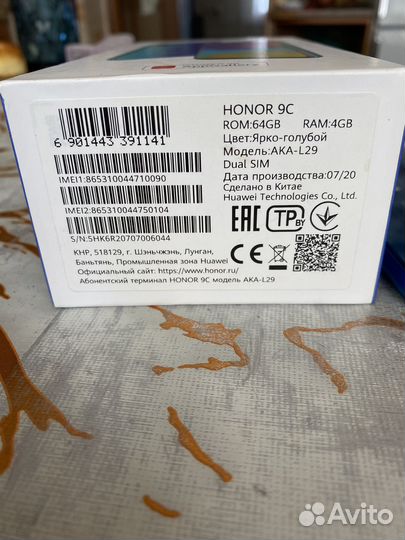 HONOR 9C
ROM:64GB RAM:4GB
Цвет:Ярко-голубой
Модель:AKA-L29
Dual SIM
Дата производства:07/20
Сделано в Китае
Huawei Technologies Co., Ltd.
6 901443 391141
IMEI1:865310044710090
IMEI2:865310044750104
S/N:5HK6R20707006044
EAC
TP BY
CE
КНР, 518129, г. Шэньчжэнь, Лунган,
Баньтянь, Промышленная зона Huawei
Официальный сайт: https://www.honor.ru/
Абонентский терминал HONOR 9C модель AKA-L29
Avito